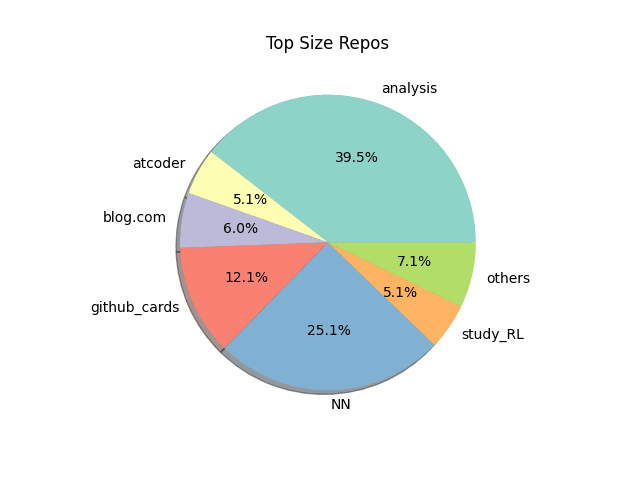 Top Size Repos
analysis
39.5%
atcoder
5.1%
blog.com
6.0%
github_cards
12.1%
NN
25.1%
study_RL
5.1%
others
7.1%